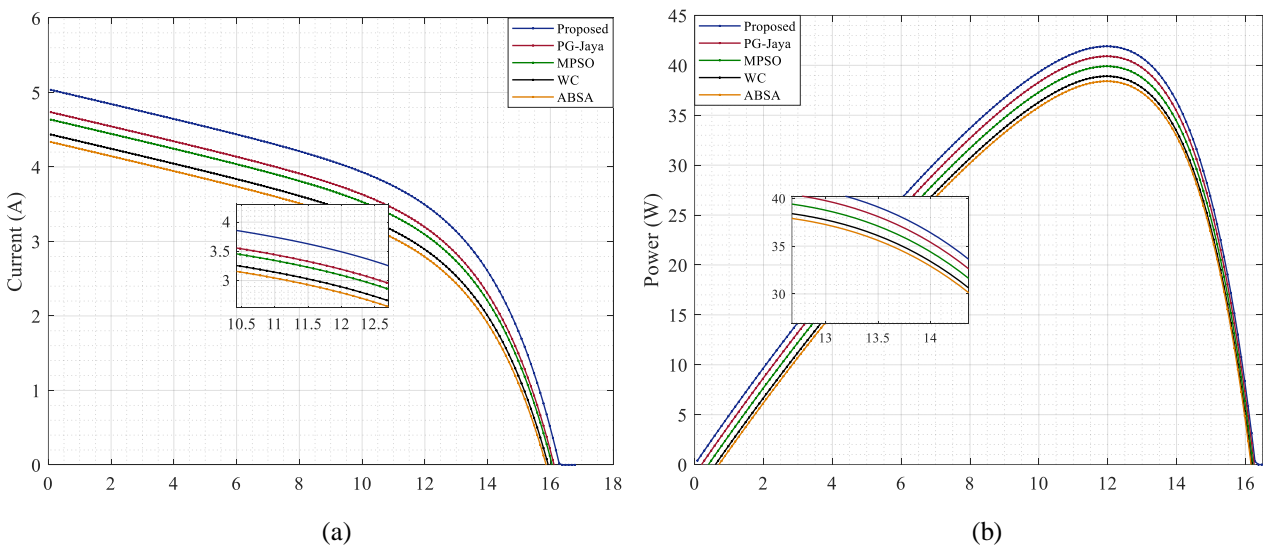 6
5
4
3
2
1
0
Current (A)
Proposed
PG-Jaya
MPSO
WC
ABSA
4
3.5
3
10.5 11 11.5 12 12.5
0 2 4 6 8 10 12 14 16 18
(a)
45
40
35
30
25
20
15
10
5
0
Power (W)
Proposed
PG-Jaya
MPSO
WC
ABSA
40
35
30
13 13.5 14
0 2 4 6 8 10 12 14 16
(b)